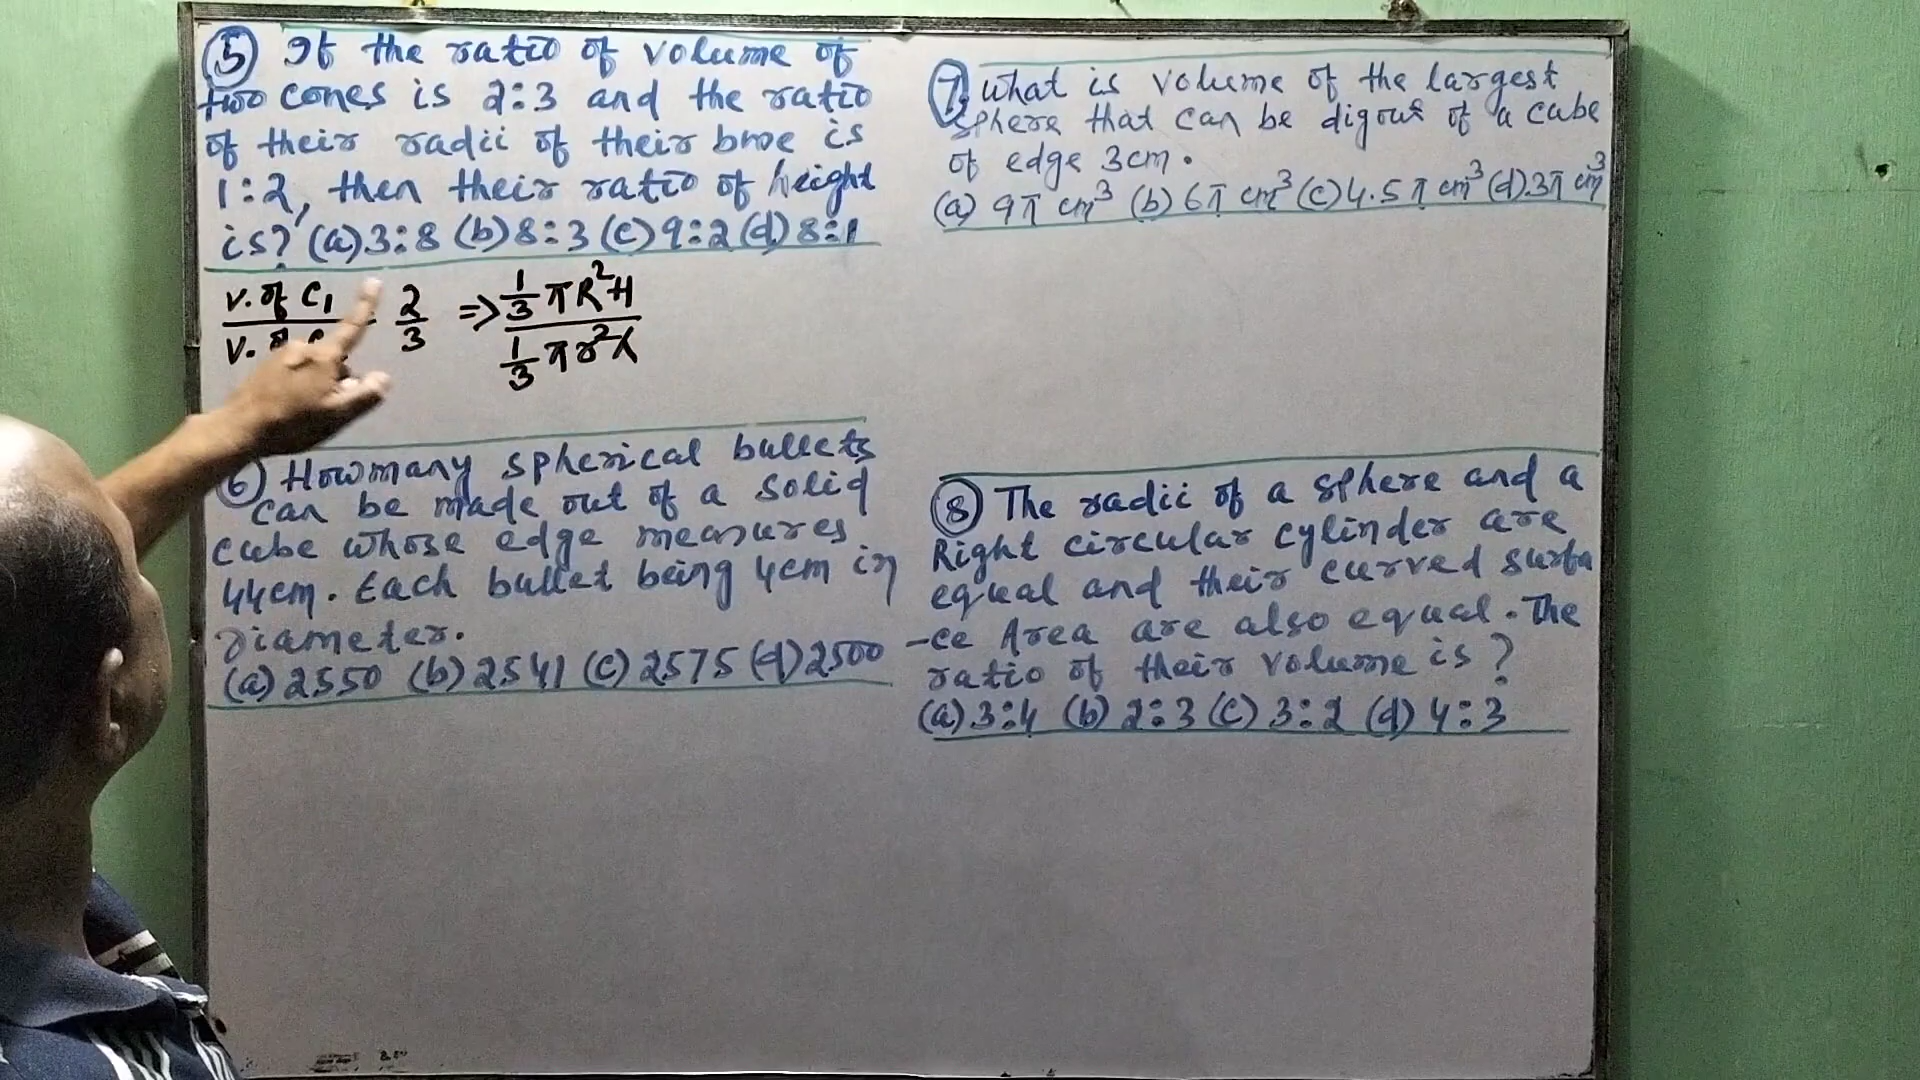 (5) If the ratio of volume of
two cones is 2:3 and the ratio
of their radii of their base is
1:2, then their ratio of height
is? (a) 3:8 (b) 8:3 (c) 9:2 (d) 8:1
V. of C₁ 2 => 1/3 πR²H
V. of 3 1/3 πr²
(6) How many spherical bullets
can be made out of a solid
cube whose edge measures
44cm. Each bullet being 4cm in
Diameter.
(a) 2550 (b) 2541 (c) 2575 (d) 2500
(7) What is volume of the largest
sphere that can be digout of a cube
of edge 3cm.
(a) 9π cm³ (b) 6π cm³ (c) 4.5π cm³ (d) 3π cm³
(8) The radii of a sphere and a
Right circular cylinder are
equal and their curved surfa
-ce Area are also equal. The
ratio of their volume is?
(a) 3:4 (b) 2:3 (c) 3:2 (d) 4:3